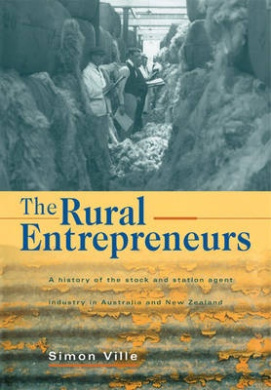 The Rural
Entrepreneurs
A history of the stock and station agent
industry in Australia and New Zealand
Simon Ville